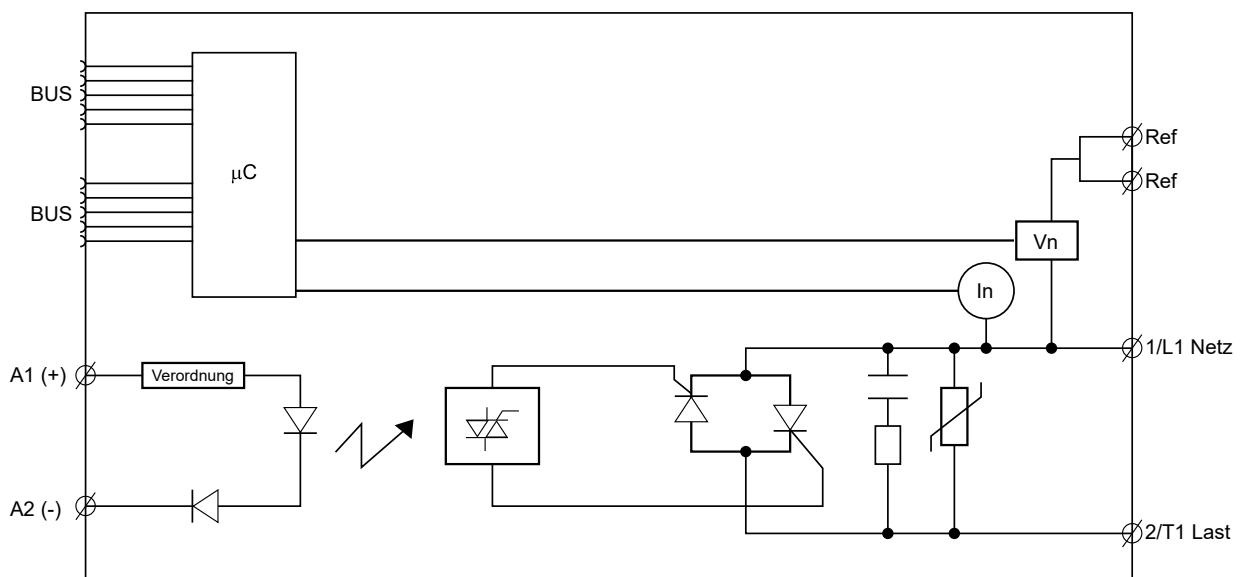 BUS
μC
Ref
Ref
BUS
Vn
In
1/L1 Netz
A1 (+)
Verordnung
A2 (-)
2/T1 Last